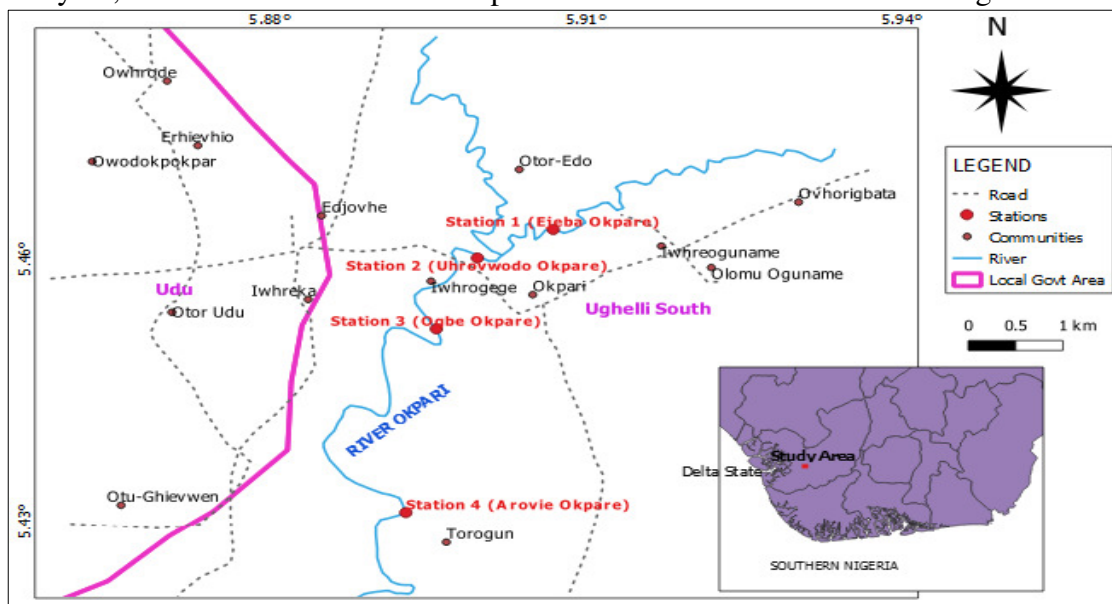 5.88°
5.91°
5.94°
N
Owhrode
Erhievhio
Owodokpokpar
Otor-Edo
LEGEND
Road
Stations
Communities
River
Local Govt Area
Edjovhe
Ovhorigbata
Station 1 (Ejeba Okpare)
5.46°
Iwhreoguname
Station 2 (Uhrovwodo Okpare)
Olomu Oguname
Udu
Iwhreka
Iwhrogege
Okpari
Otor Udu
Ughelli South
Station 3 (Ogbe Okpare)
0 0.5 1 km
RIVER OKPARI
Study Area
Delta State
5.43°
Otu-Ghievwen
Station 4 (Arovie Okpare)
Torogun
SOUTHERN NIGERIA